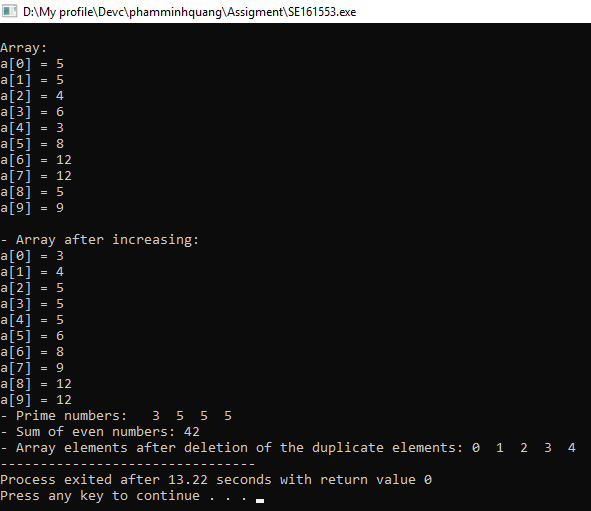 D:\My profile\Devc\phamminhquang\Assigment\SE161553.exe
Array:
a[0] = 5
a[1] = 5
a[2] = 4
a[3] = 6
a[4] = 3
a[5] = 8
a[6] = 12
a[7] = 12
a[8] = 5
a[9] = 9
- Array after increasing:
a[0] = 3
a[1] = 4
a[2] = 5
a[3] = 5
a[4] = 5
a[5] = 6
a[6] = 8
a[7] = 9
a[8] = 12
a[9] = 12
- Prime numbers:   3  5  5  5
- Sum of even numbers: 42
- Array elements after deletion of the duplicate elements: 0  1  2  3  4
--------------------------------
Process exited after 13.22 seconds with return value 0
Press any key to continue . . .